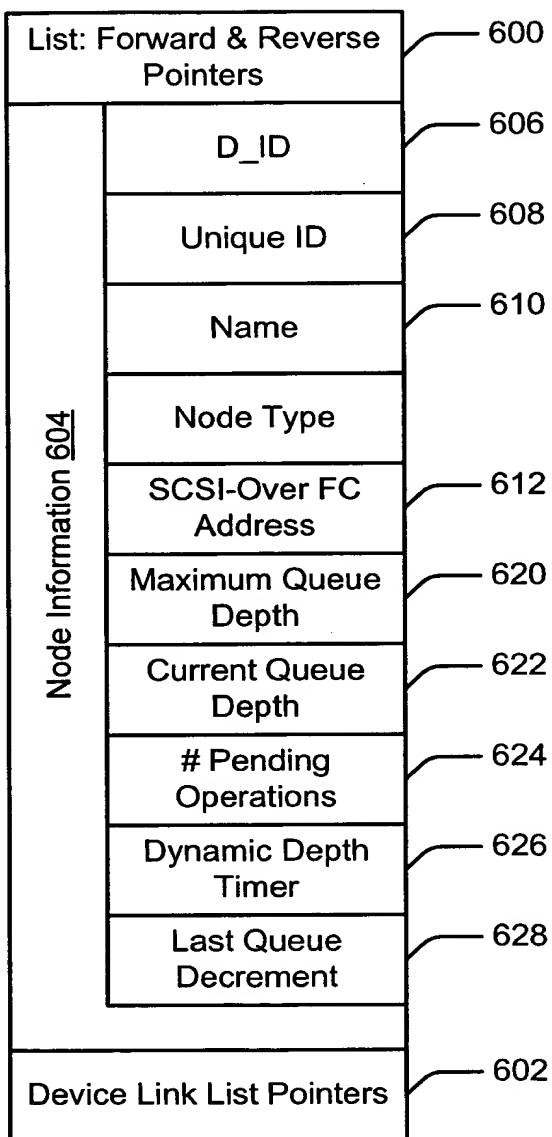 List: Forward & Reverse
Pointers
600
D_ID
606
Unique ID
608
Name
610
Node Type
SCSI-Over FC
Address
612
Maximum Queue
Depth
620
Current Queue
Depth
622
# Pending
Operations
624
Dynamic Depth
Timer
626
Last Queue
Decrement
628
Node Information 604
Device Link List Pointers
602